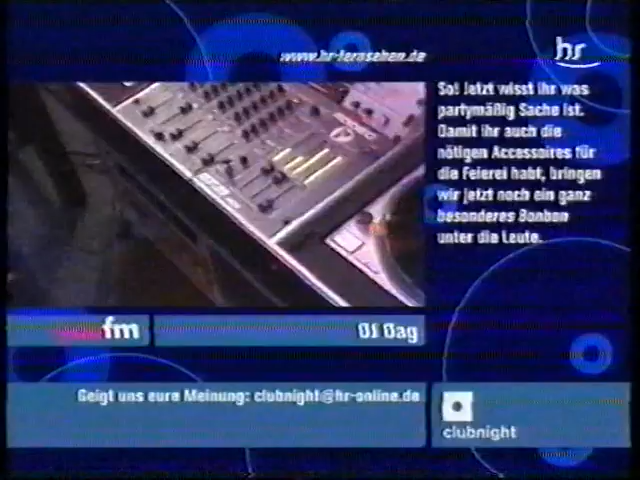 www.hr-fernsehen.de
hr
So! Jetzt wisst ihr was
partymäßig Sache ist.
Damit ihr auch die
nötigen Accessoires für
die Feierei habt, bringen
wir jetzt noch ein ganz
besonderes Bonbon
unter die Leute.
fm
DJ Dag
Geigt uns eure Meinung: clubnight@hr-online.de
clubnight